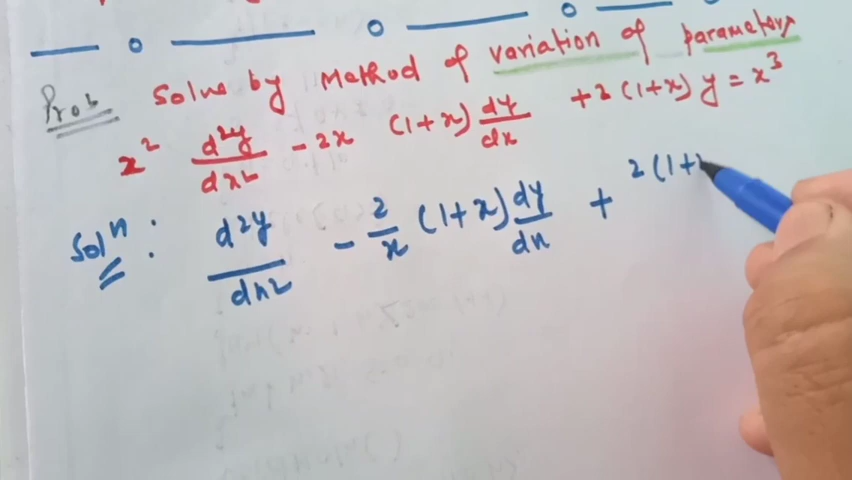 Prob Solve by Method of variation of parameters
x² d²y/dx² - 2x (1+x) dy/dx + 2 (1+x) y = x³
Solⁿ : d²y/dx² - 2/x (1+x) dy/dx + 2 (1+